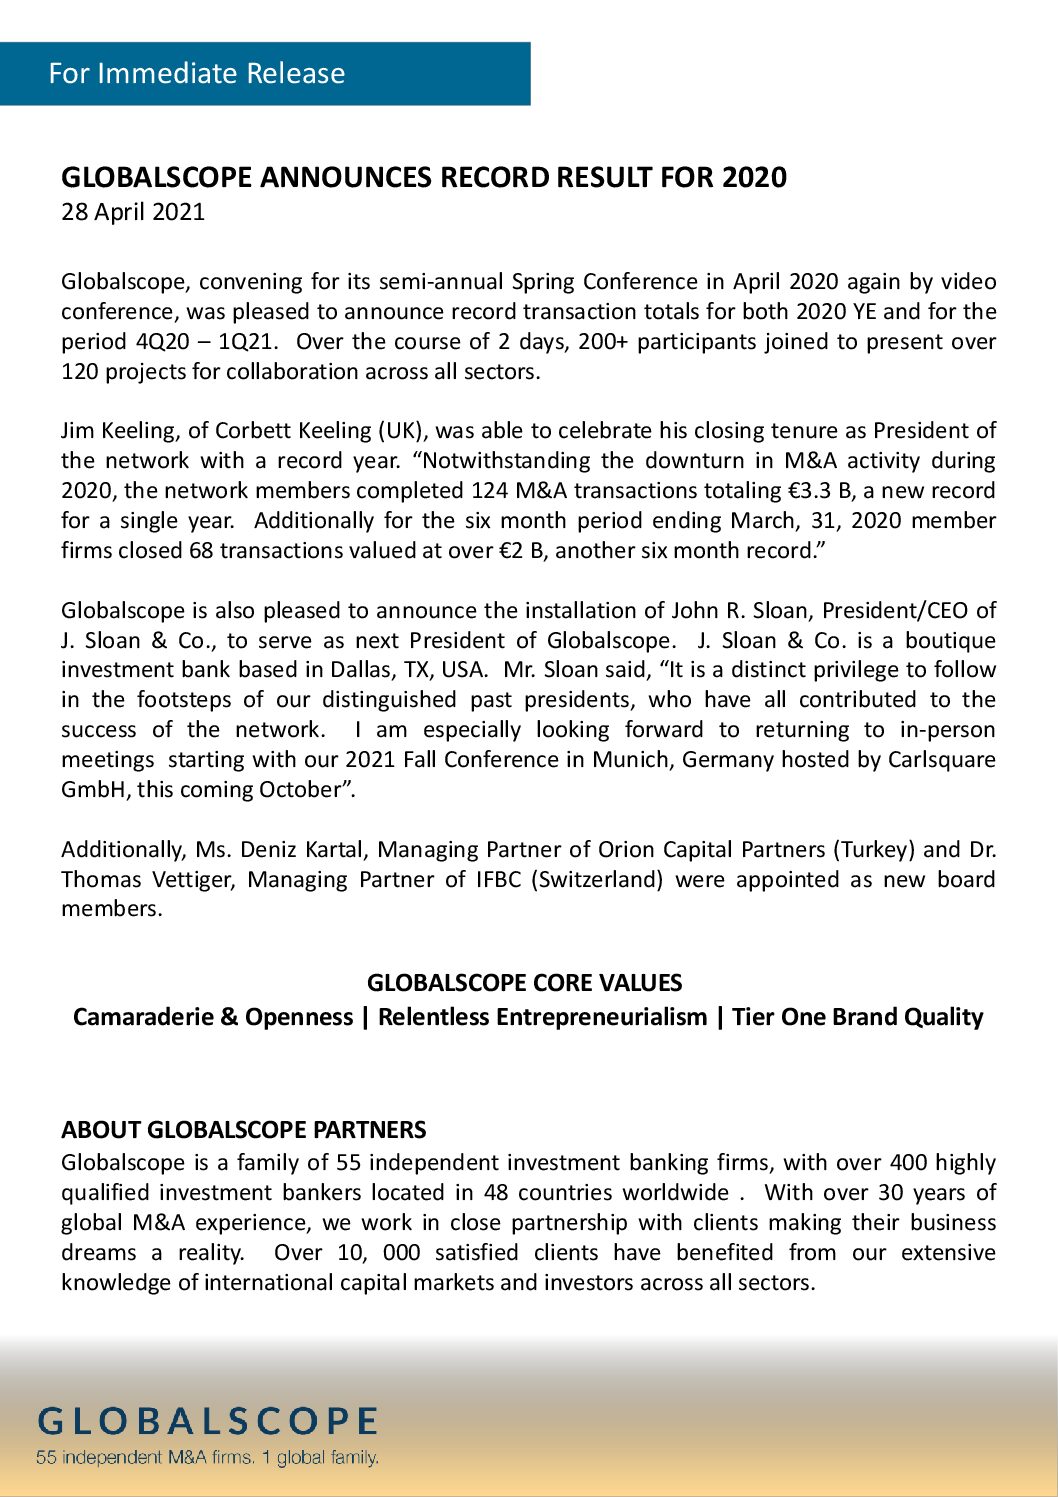 For Immediate Release
GLOBALSCOPE ANNOUNCES RECORD RESULT FOR 2020
28 April 2021
Globalscope, convening for its semi-annual Spring Conference in April 2020 again by video
conference, was pleased to announce record transaction totals for both 2020 YE and for the
period 4Q20 – 1Q21.  Over the course of 2 days, 200+ participants joined to present over
120 projects for collaboration across all sectors.
Jim Keeling, of Corbett Keeling (UK), was able to celebrate his closing tenure as President of
the network with a record year. “Notwithstanding the downturn in M&A activity during
2020, the network members completed 124 M&A transactions totaling €3.3 B, a new record
for a single year.  Additionally for the six month period ending March, 31, 2020 member
firms closed 68 transactions valued at over €2 B, another six month record.”
Globalscope is also pleased to announce the installation of John R. Sloan, President/CEO of
J. Sloan & Co., to serve as next President of Globalscope.  J. Sloan & Co. is a boutique
investment bank based in Dallas, TX, USA.  Mr. Sloan said, “It is a distinct privilege to follow
in the footsteps of our distinguished past presidents, who have all contributed to the
success of the network.  I am especially looking forward to returning to in-person
meetings  starting with our 2021 Fall Conference in Munich, Germany hosted by Carlsquare
GmbH, this coming October”.
Additionally, Ms. Deniz Kartal, Managing Partner of Orion Capital Partners (Turkey) and Dr.
Thomas Vettiger, Managing Partner of IFBC (Switzerland) were appointed as new board
members.
GLOBALSCOPE CORE VALUES
Camaraderie & Openness | Relentless Entrepreneurialism | Tier One Brand Quality
ABOUT GLOBALSCOPE PARTNERS
Globalscope is a family of 55 independent investment banking firms, with over 400 highly
qualified investment bankers located in 48 countries worldwide .  With over 30 years of
global M&A experience, we work in close partnership with clients making their business
dreams a reality.  Over 10, 000 satisfied clients have benefited from our extensive
knowledge of international capital markets and investors across all sectors.
GLOBALSCOPE
55 independent M&A firms. 1 global family.